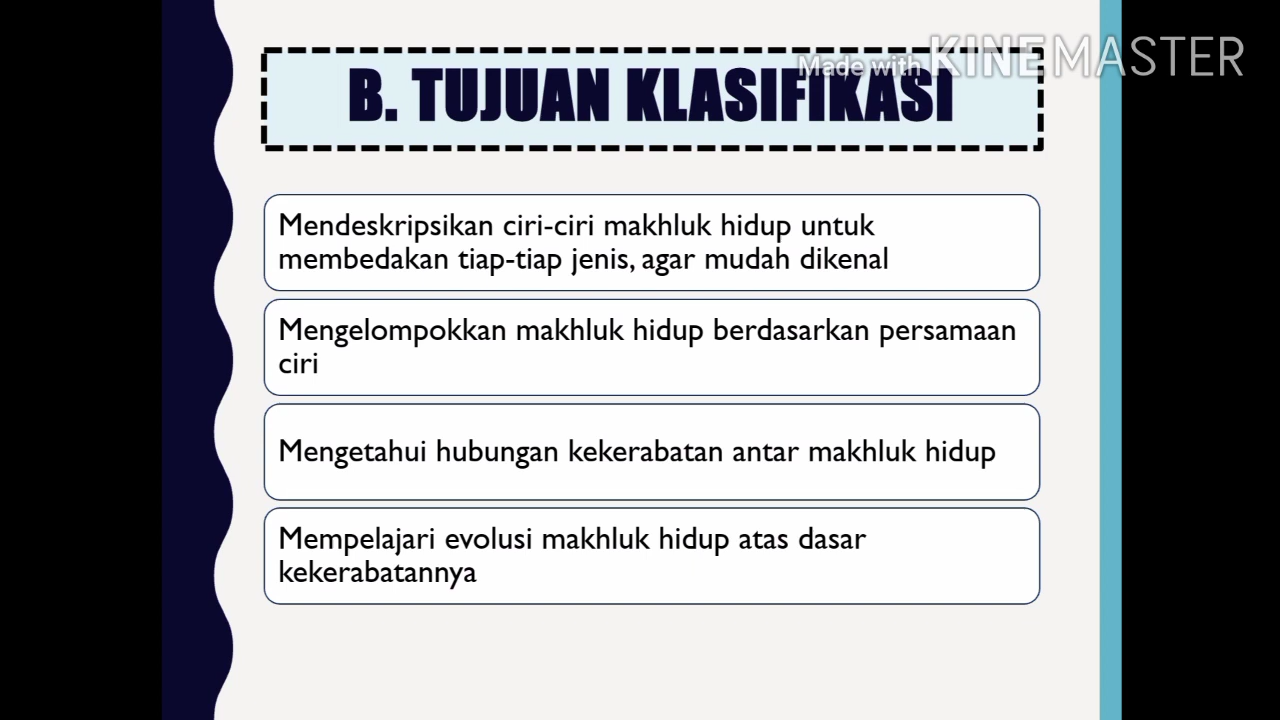 Made with KINEMASTER
B. TUJUAN KLASIFIKASI
Mendeskripsikan ciri-ciri makhluk hidup untuk
membedakan tiap-tiap jenis, agar mudah dikenal
Mengelompokkan makhluk hidup berdasarkan persamaan
ciri
Mengetahui hubungan kekerabatan antar makhluk hidup
Mempelajari evolusi makhluk hidup atas dasar
kekerabatannya